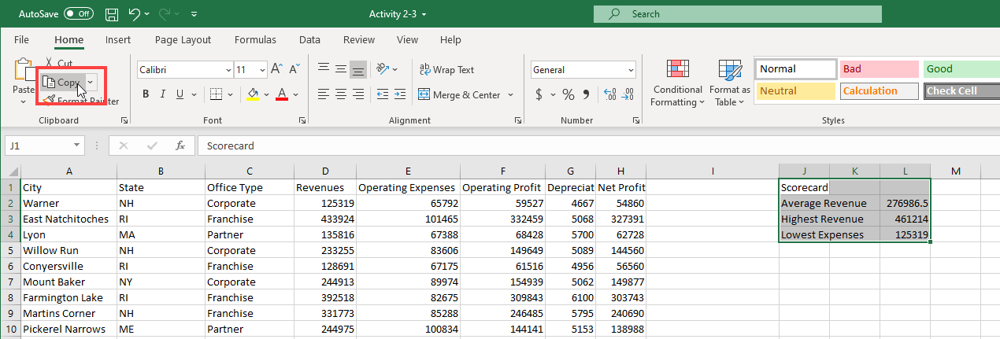 AutoSave Off Activity 2-3 Search
File Home Insert Page Layout Formulas Data Review View Help
Cut
Copy
Paste
Format Painter
Clipboard
Calibri 11 A A
B I U A
Font
ab Wrap Text
Merge & Center
Alignment
General
$ % 9 .00 .00
Number
Conditional Formatting
Format as Table
Normal Bad Good
Neutral Calculation Check Cell
Styles
J1 fx Scorecard
A B C D E F G H I J K L M
1 City State Office Type Revenues Operating Expenses Operating Profit Depreciat Net Profit Scorecard
2 Warner NH Corporate 125319 65792 59527 4667 54860 Average Revenue 276986.5
3 East Natchitoches RI Franchise 433924 101465 332459 5068 327391 Highest Revenue 461214
4 Lyon MA Partner 135816 67388 68428 5700 62728 Lowest Expenses 125319
5 Willow Run NH Corporate 233255 83606 149649 5089 144560
6 Conyersville RI Franchise 128691 67175 61516 4956 56560
7 Mount Baker NY Corporate 244913 89974 154939 5062 149877
8 Farmington Lake RI Franchise 392518 82675 309843 6100 303743
9 Martins Corner NH Franchise 331773 85288 246485 5795 240690
10 Pickerel Narrows ME Partner 244975 100834 144141 5153 138988